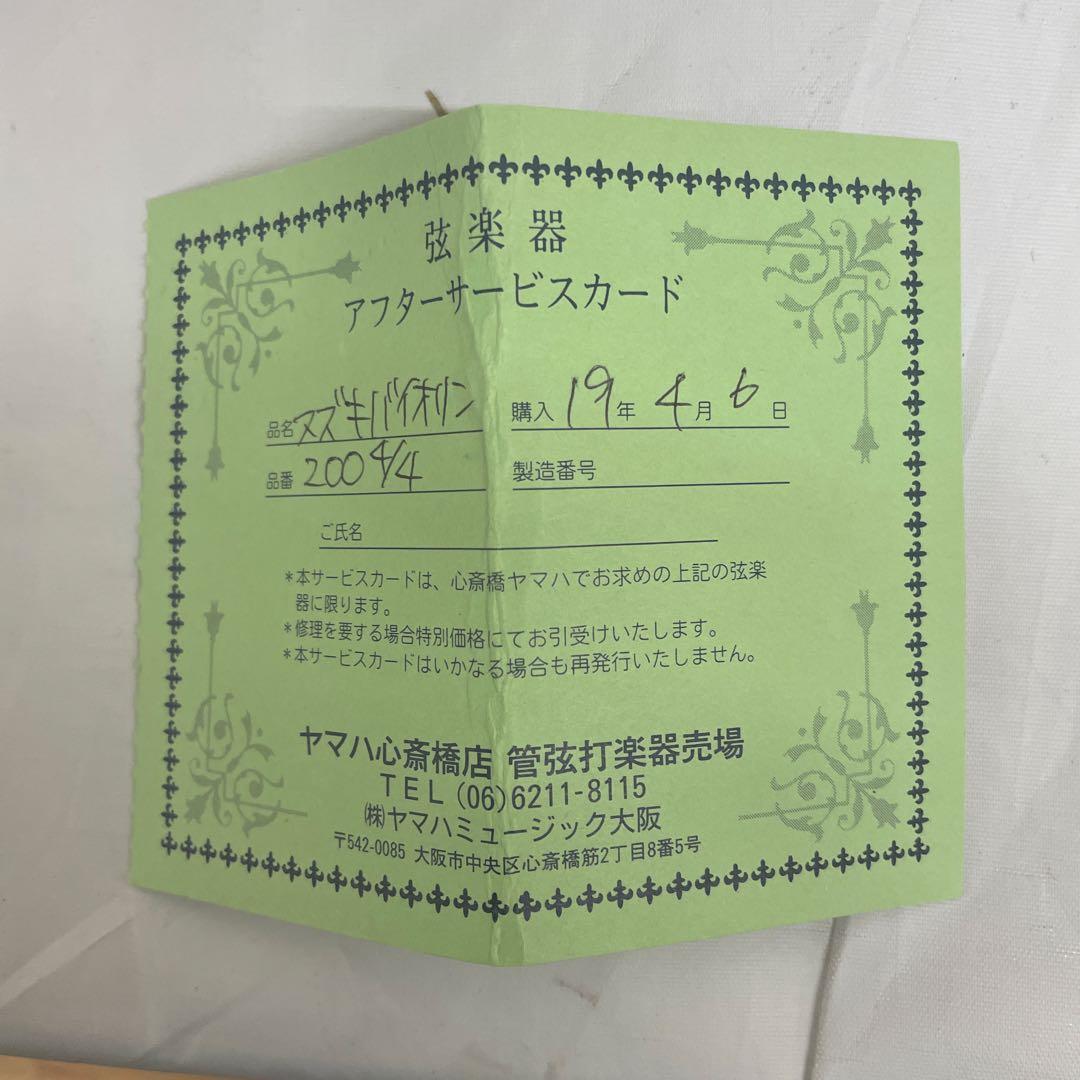 弦楽器
アフターサービスカード
品名 スズキバイオリン 購入 19年 4月 6日
品番 200 4/4 製造番号
ご氏名
*本サービスカードは、心斎橋ヤマハでお求めの上記の弦楽
器に限ります。
*修理を要する場合特別価格にてお引受けいたします。
*本サービスカードはいかなる場合も再発行いたしません。
ヤマハ心斎橋店 管弦打楽器売場
TEL (06)6211-8115
㈱ヤマハミュージック大阪
〒542-0085 大阪市中央区心斎橋筋2丁目8番5号